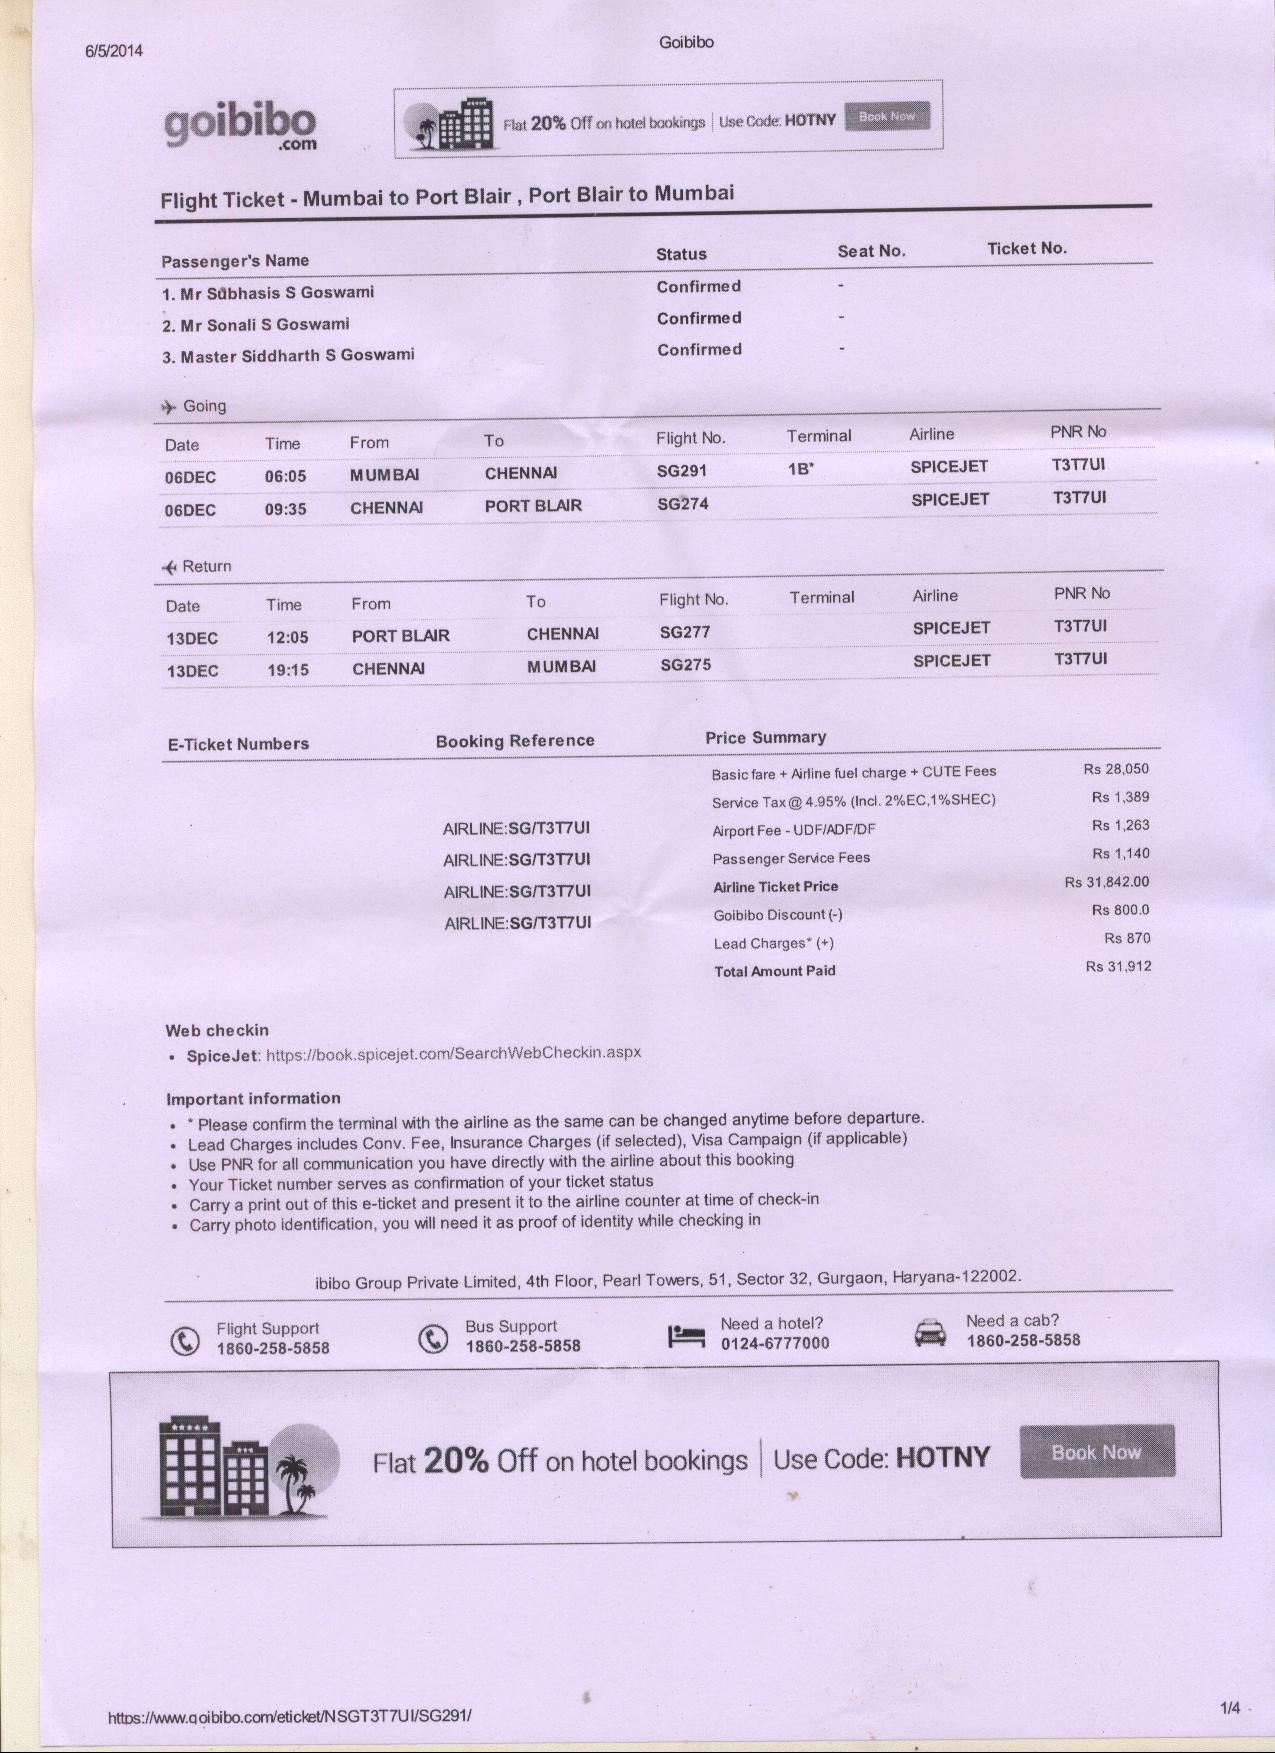 6/5/2014 Goibibo
goibibo
.com
Flat 20% Off on hotel bookings | Use Code: HOTNY Book Now
Flight Ticket - Mumbai to Port Blair , Port Blair to Mumbai
Passenger's Name Status Seat No. Ticket No.
1. Mr Subhasis S Goswami Confirmed -
2. Mr Sonali S Goswami Confirmed -
3. Master Siddharth S Goswami Confirmed -
Going
Date Time From To Flight No. Terminal Airline PNR No
06DEC 06:05 MUMBAI CHENNAI SG291 1B* SPICEJET T3T7UI
06DEC 09:35 CHENNAI PORT BLAIR SG274 SPICEJET T3T7UI
Return
Date Time From To Flight No. Terminal Airline PNR No
13DEC 12:05 PORT BLAIR CHENNAI SG277 SPICEJET T3T7UI
13DEC 19:15 CHENNAI MUMBAI SG275 SPICEJET T3T7UI
E-Ticket Numbers Booking Reference Price Summary
Basic fare + Airline fuel charge + CUTE Fees Rs 28,050
Service Tax @ 4.95% (Incl. 2%EC,1%SHEC) Rs 1,389
AIRLINE:SG/T3T7UI Airport Fee - UDF/ADF/DF Rs 1,263
AIRLINE:SG/T3T7UI Passenger Service Fees Rs 1,140
AIRLINE:SG/T3T7UI Airline Ticket Price Rs 31,842.00
AIRLINE:SG/T3T7UI Goibibo Discount (-) Rs 800.0
Lead Charges* (+) Rs 870
Total Amount Paid Rs 31,912
Web checkin
• SpiceJet: https://book.spicejet.com/SearchWebCheckin.aspx
Important information
• * Please confirm the terminal with the airline as the same can be changed anytime before departure.
• Lead Charges includes Conv. Fee, Insurance Charges (if selected), Visa Campaign (if applicable)
• Use PNR for all communication you have directly with the airline about this booking
• Your Ticket number serves as confirmation of your ticket status
• Carry a print out of this e-ticket and present it to the airline counter at time of check-in
• Carry photo identification, you will need it as proof of identity while checking in
ibibo Group Private Limited, 4th Floor, Pearl Towers, 51, Sector 32, Gurgaon, Haryana-122002.
Flight Support Bus Support Need a hotel? Need a cab?
1860-258-5858 1860-258-5858 0124-6777000 1860-258-5858
Flat 20% Off on hotel bookings | Use Code: HOTNY Book Now
https://www.goibibo.com/eticket/NSGT3T7UI/SG291/ 1/4